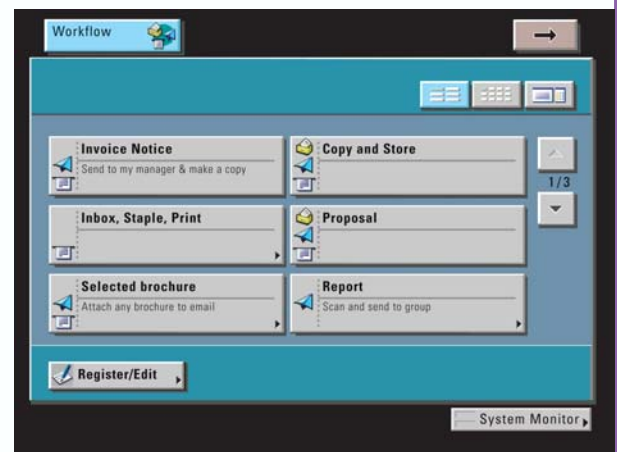 Workflow
Invoice Notice
Send to my manager & make a copy
Copy and Store
1/3
Inbox, Staple, Print
Proposal
Selected brochure
Attach any brochure to email
Report
Scan and send to group
Register/Edit
System Monitor